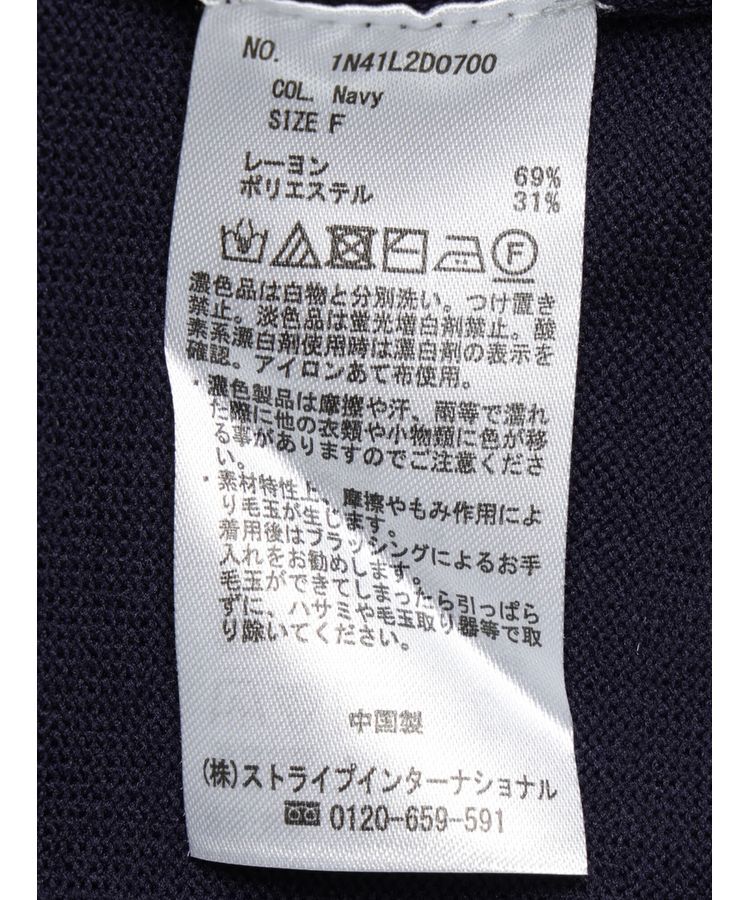 NO. 1N41L2D0700
COL. Navy
SIZE F
レーヨン 69%
ポリエステル 31%
F
濃色品は白物と分別洗い。つけ置き
禁止。淡色品は蛍光増白剤禁止。酸
素系漂白剤使用時は漂白剤の表示を
確認。アイロンあて布使用。
・濃色製品は摩擦や汗、雨等で濡れ
た際に他の衣類や小物類に色が移
る事がありますのでご注意くださ
い。
・素材特性上、摩擦やもみ作用によ
り毛玉が生じます。
着用後はブラッシングによるお手
入れをお勧めします。
毛玉ができてしまったら引っぱら
ずに、ハサミや毛玉取り器等で取
り除いてください。
中国製
(株)ストライプインターナショナル
0120-659-591